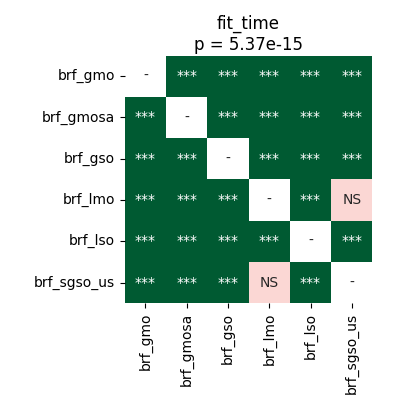 fit_time
p = 5.37e-15
brf_gmo - *** *** *** *** ***
brf_gmosa *** - *** *** *** ***
brf_gso *** *** - *** *** ***
brf_lmo *** *** *** - *** NS
brf_lso *** *** *** *** - ***
brf_sgso_us *** *** *** NS *** -
brf_gmo
brf_gmosa
brf_gso
brf_lmo
brf_lso
brf_sgso_us